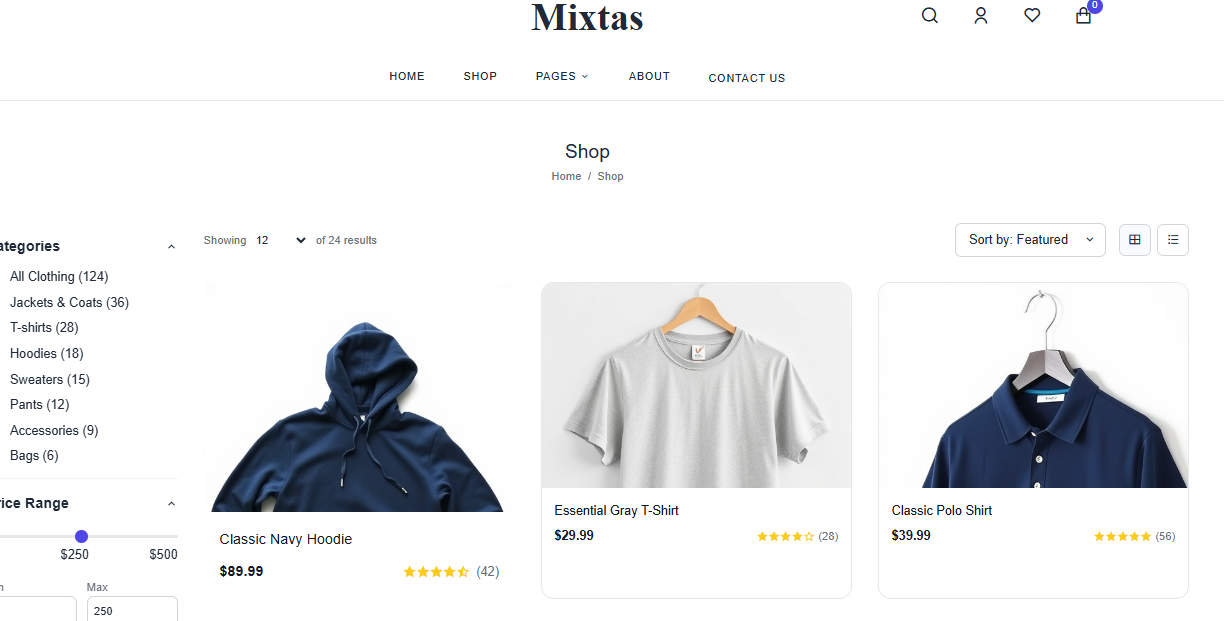 Mixtas
0
HOME SHOP PAGES ABOUT CONTACT US
Shop
Home / Shop
ategories
All Clothing (124)
Jackets & Coats (36)
T-shirts (28)
Hoodies (18)
Sweaters (15)
Pants (12)
Accessories (9)
Bags (6)
rice Range
$250 $500
n Max
250
Showing 12 of 24 results
Sort by: Featured
Classic Navy Hoodie
$89.99 (42)
Essential Gray T-Shirt
$29.99 (28)
Classic Polo Shirt
$39.99 (56)